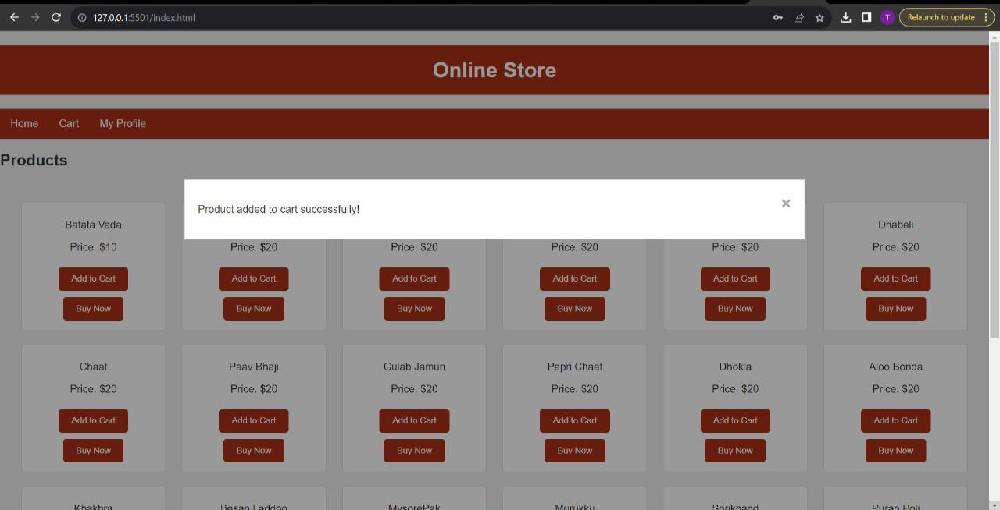 127.0.0.1:5501/index.html
T
Relaunch to update
Online Store
Home Cart My Profile
Products
Product added to cart successfully! ×
Batata Vada Dhabeli
Price: $10 Price: $20 Price: $20 Price: $20 Price: $20 Price: $20
Add to Cart Add to Cart Add to Cart Add to Cart Add to Cart Add to Cart
Buy Now Buy Now Buy Now Buy Now Buy Now Buy Now
Chaat Paav Bhaji Gulab Jamun Papri Chaat Dhokla Aloo Bonda
Price: $20 Price: $20 Price: $20 Price: $20 Price: $20 Price: $20
Add to Cart Add to Cart Add to Cart Add to Cart Add to Cart Add to Cart
Buy Now Buy Now Buy Now Buy Now Buy Now Buy Now
Khakhra Besan Laddoo MysorePak Murukku Shrikhand Puran Poli